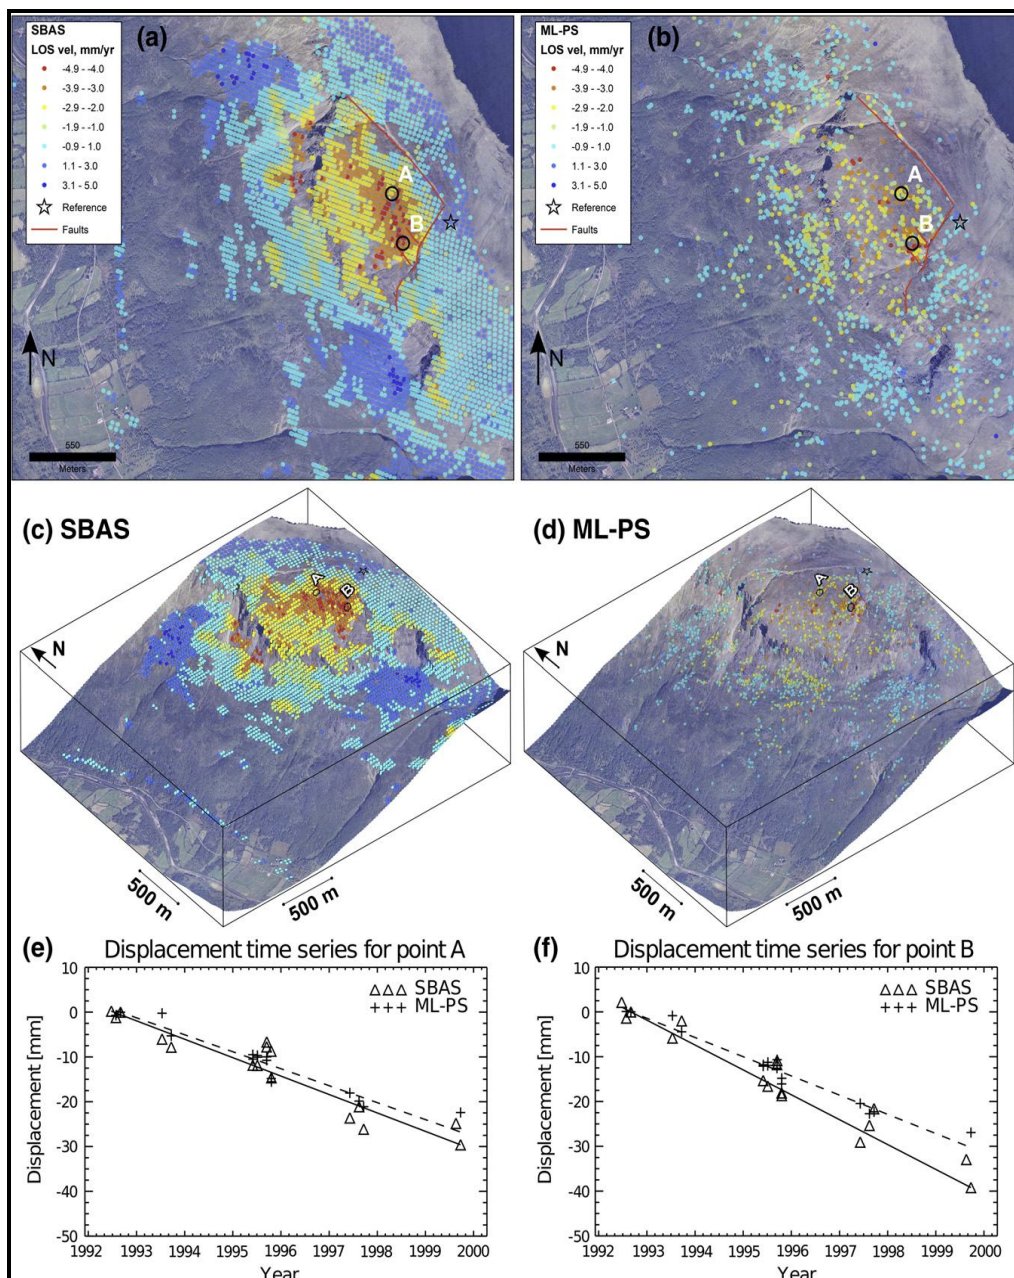 SBAS
LOS vel, mm/yr
-4.9 - -4.0
-3.9 - -3.0
-2.9 - -2.0
-1.9 - -1.0
-0.9 - 1.0
1.1 - 3.0
3.1 - 5.0
Reference
Faults
(a)
A
B
N
550
Meters
ML-PS
LOS vel, mm/yr
-4.9 - -4.0
-3.9 - -3.0
-2.9 - -2.0
-1.9 - -1.0
-0.9 - 1.0
1.1 - 3.0
3.1 - 5.0
Reference
Faults
(b)
A
B
N
550
Meters
(c) SBAS
A
B
N
500 m
500 m
(d) ML-PS
A
B
N
500 m
500 m
(e) Displacement time series for point A
SBAS
ML-PS
10
0
-10
-20
-30
-40
-50
Displacement [mm]
1992 1993 1994 1995 1996 1997 1998 1999 2000
Year
(f) Displacement time series for point B
SBAS
ML-PS
10
0
-10
-20
-30
-40
-50
Displacement [mm]
1992 1993 1994 1995 1996 1997 1998 1999 2000
Year